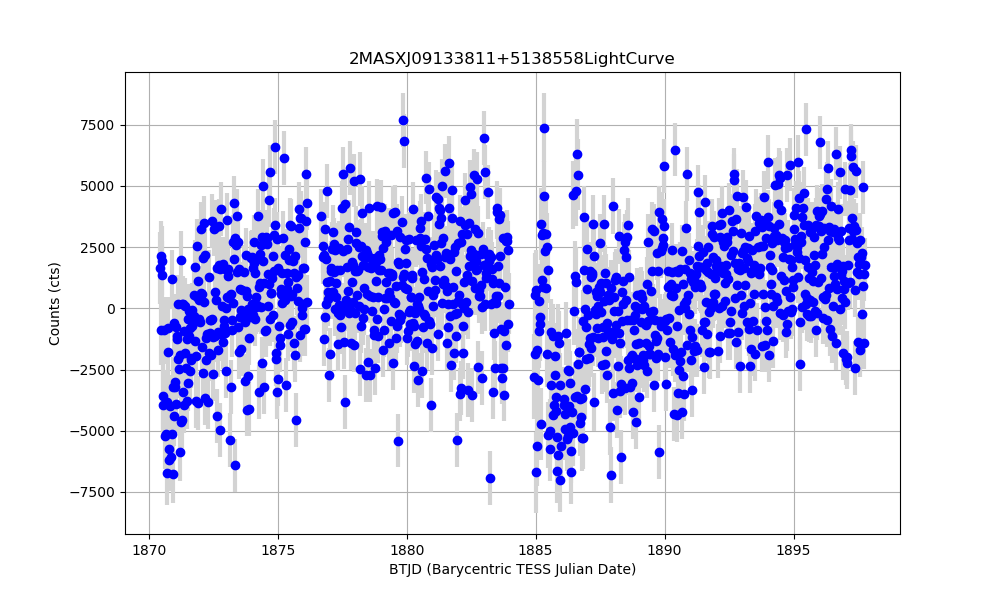 2MASXJ09133811+5138558LightCurve
7500
5000
2500
0
−2500
−5000
−7500
Counts (cts)
1870 1875 1880 1885 1890 1895
BTJD (Barycentric TESS Julian Date)